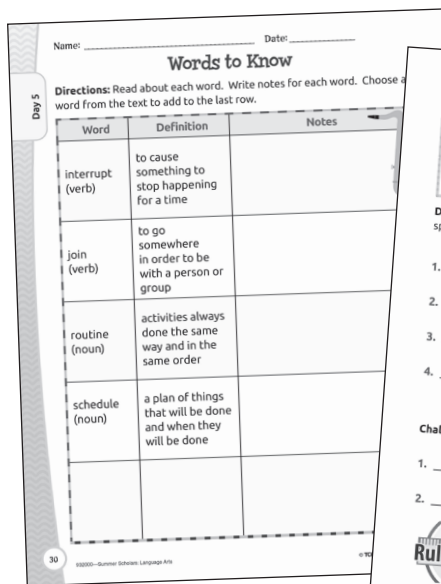 Name: Date:
Words to Know
Day 5
Directions: Read about each word. Write notes for each word. Choose a
word from the text to add to the last row.
Word Definition Notes
interrupt
(verb)
to cause
something to
stop happening
for a time
join
(verb)
to go
somewhere
in order to be
with a person or
group
routine
(noun)
activities always
done the same
way and in the
same order
schedule
(noun)
a plan of things
that will be done
and when they
will be done
30
—Summer Scholars: Language Arts
1.
2.
3.
4.
1.
2.